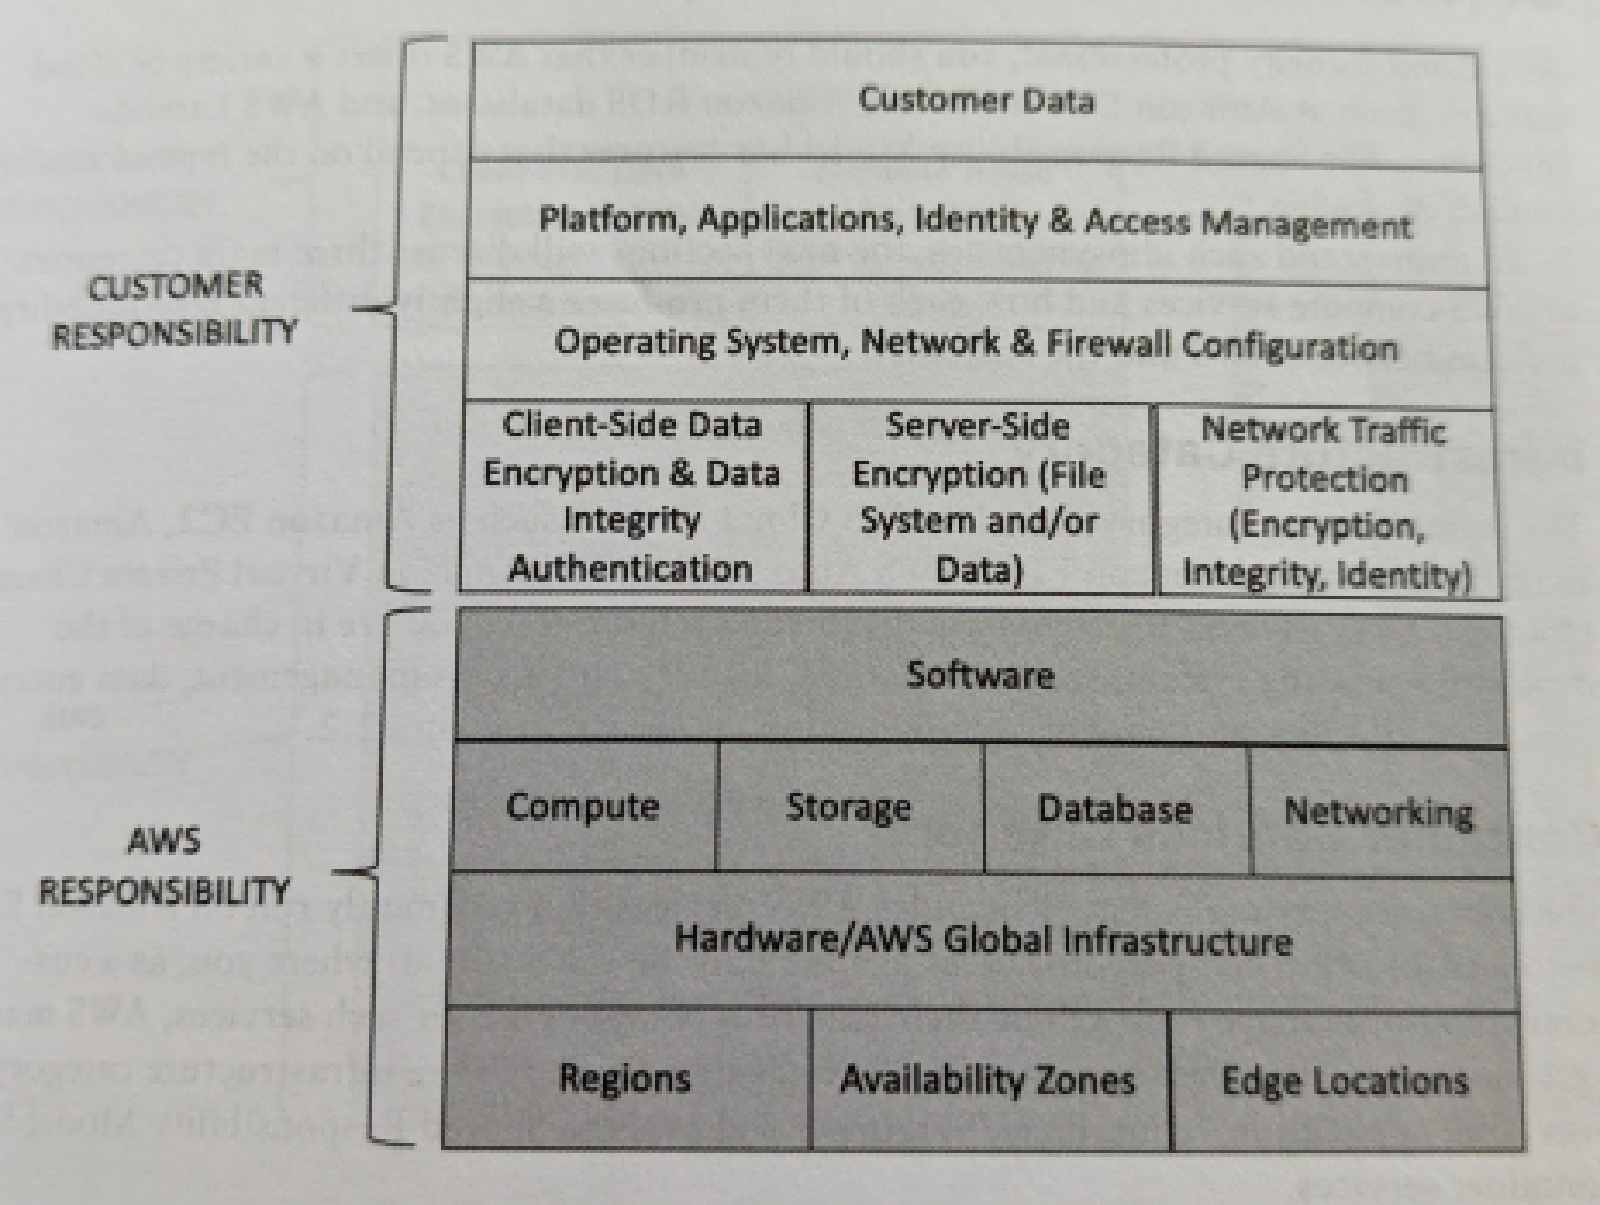 Customer Data
Platform, Applications, Identity & Access Management
CUSTOMER
RESPONSIBILITY
Operating System, Network & Firewall Configuration
Client-Side Data
Encryption & Data
Integrity
Authentication
Server-Side
Encryption (File
System and/or
Data)
Network Traffic
Protection
(Encryption,
Integrity, Identity)
Software
Compute
Storage
Database
Networking
AWS
RESPONSIBILITY
Hardware/AWS Global Infrastructure
Regions
Availability Zones
Edge Locations